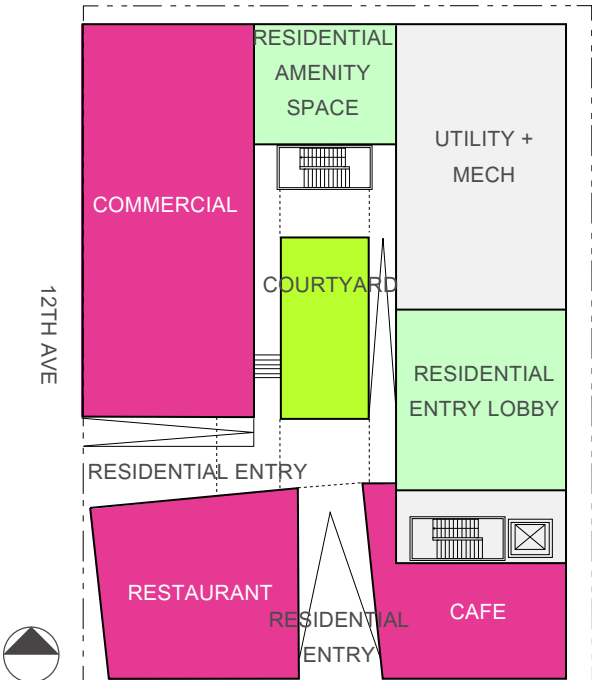 RESIDENTIAL
AMENITY
SPACE
UTILITY +
MECH
COMMERCIAL
COURTYARD
12TH AVE
RESIDENTIAL
ENTRY LOBBY
RESIDENTIAL ENTRY
RESTAURANT
CAFE
RESIDENTIAL
ENTRY